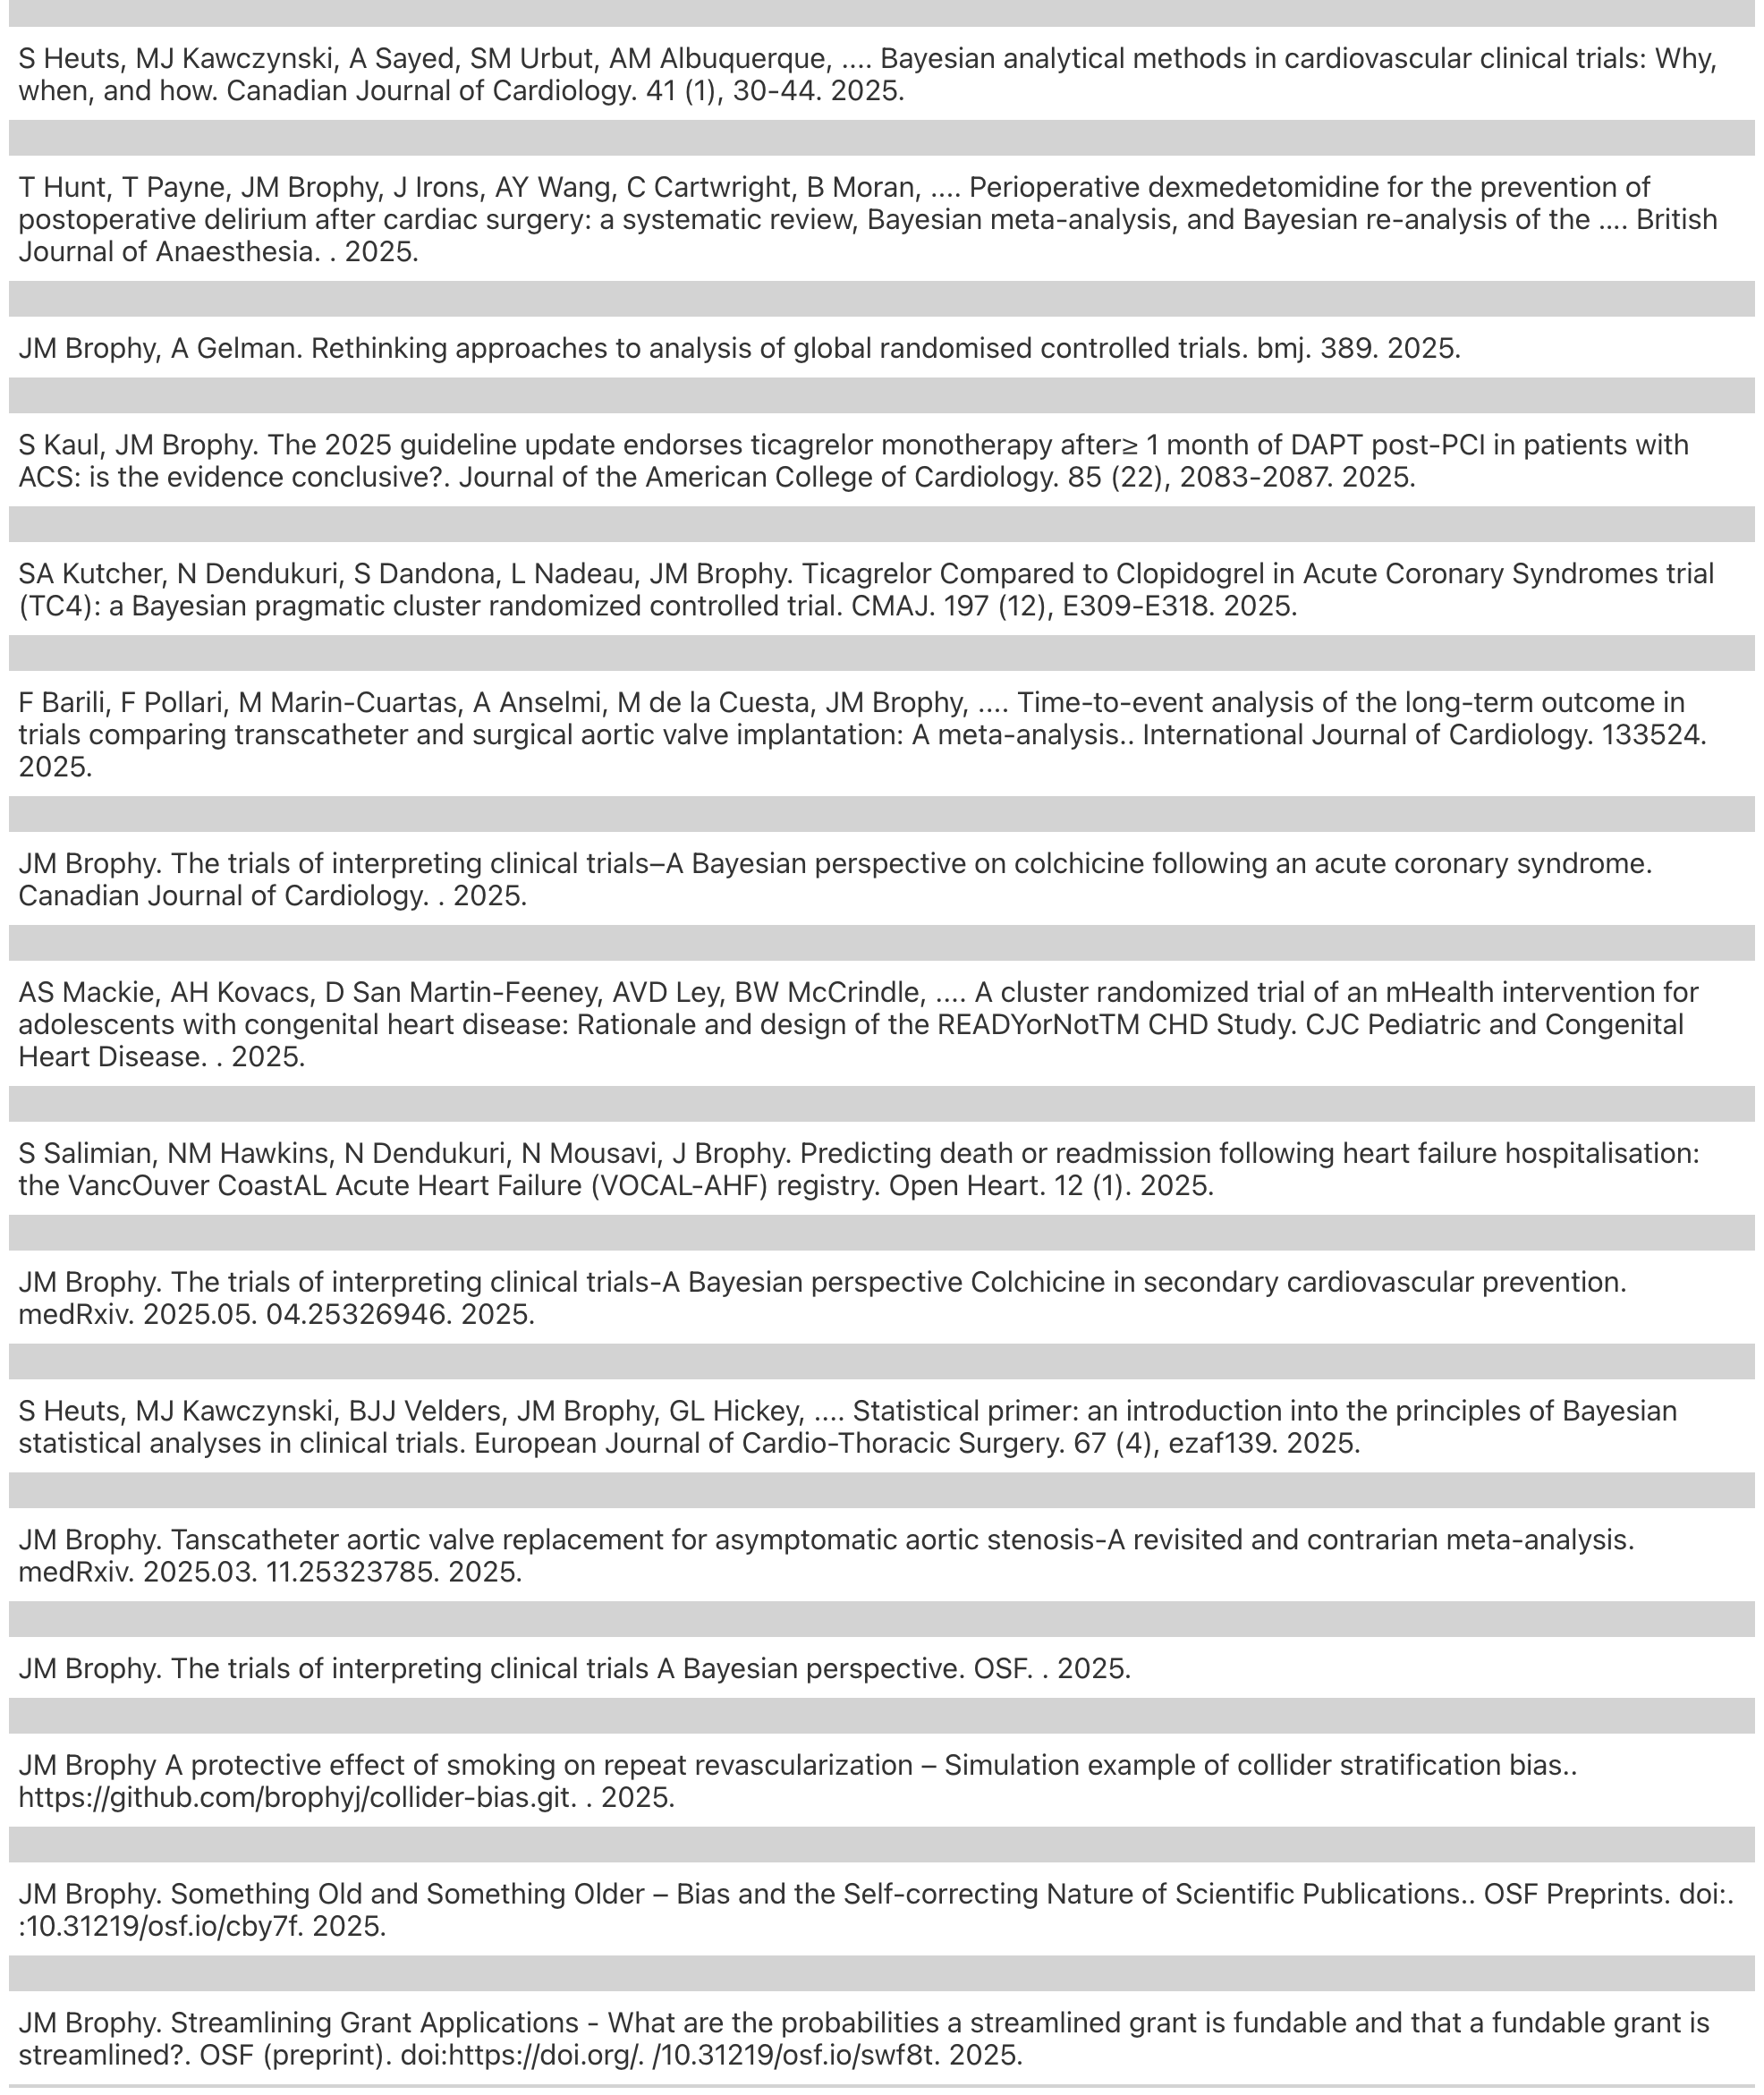 S Heuts, MJ Kawczynski, A Sayed, SM Urbut, AM Albuquerque, .... Bayesian analytical methods in cardiovascular clinical trials: Why,
when, and how. Canadian Journal of Cardiology. 41 (1), 30-44. 2025.
T Hunt, T Payne, JM Brophy, J Irons, AY Wang, C Cartwright, B Moran, .... Perioperative dexmedetomidine for the prevention of
postoperative delirium after cardiac surgery: a systematic review, Bayesian meta-analysis, and Bayesian re-analysis of the .... British
Journal of Anaesthesia. . 2025.
JM Brophy, A Gelman. Rethinking approaches to analysis of global randomised controlled trials. bmj. 389. 2025.
S Kaul, JM Brophy. The 2025 guideline update endorses ticagrelor monotherapy after≥ 1 month of DAPT post-PCI in patients with
ACS: is the evidence conclusive?. Journal of the American College of Cardiology. 85 (22), 2083-2087. 2025.
SA Kutcher, N Dendukuri, S Dandona, L Nadeau, JM Brophy. Ticagrelor Compared to Clopidogrel in Acute Coronary Syndromes trial
(TC4): a Bayesian pragmatic cluster randomized controlled trial. CMAJ. 197 (12), E309-E318. 2025.
F Barili, F Pollari, M Marin-Cuartas, A Anselmi, M de la Cuesta, JM Brophy, .... Time-to-event analysis of the long-term outcome in
trials comparing transcatheter and surgical aortic valve implantation: A meta-analysis.. International Journal of Cardiology. 133524.
2025.
JM Brophy. The trials of interpreting clinical trials–A Bayesian perspective on colchicine following an acute coronary syndrome.
Canadian Journal of Cardiology. . 2025.
AS Mackie, AH Kovacs, D San Martin-Feeney, AVD Ley, BW McCrindle, .... A cluster randomized trial of an mHealth intervention for
adolescents with congenital heart disease: Rationale and design of the READYorNotTM CHD Study. CJC Pediatric and Congenital
Heart Disease. . 2025.
S Salimian, NM Hawkins, N Dendukuri, N Mousavi, J Brophy. Predicting death or readmission following heart failure hospitalisation:
the VancOuver CoastAL Acute Heart Failure (VOCAL-AHF) registry. Open Heart. 12 (1). 2025.
JM Brophy. The trials of interpreting clinical trials-A Bayesian perspective Colchicine in secondary cardiovascular prevention.
medRxiv. 2025.05. 04.25326946. 2025.
S Heuts, MJ Kawczynski, BJJ Velders, JM Brophy, GL Hickey, .... Statistical primer: an introduction into the principles of Bayesian
statistical analyses in clinical trials. European Journal of Cardio-Thoracic Surgery. 67 (4), ezaf139. 2025.
JM Brophy. Tanscatheter aortic valve replacement for asymptomatic aortic stenosis-A revisited and contrarian meta-analysis.
medRxiv. 2025.03. 11.25323785. 2025.
JM Brophy. The trials of interpreting clinical trials A Bayesian perspective. OSF. . 2025.
JM Brophy A protective effect of smoking on repeat revascularization – Simulation example of collider stratification bias..
https://github.com/brophyj/collider-bias.git. . 2025.
JM Brophy. Something Old and Something Older – Bias and the Self-correcting Nature of Scientific Publications.. OSF Preprints. doi:.
:10.31219/osf.io/cby7f. 2025.
JM Brophy. Streamlining Grant Applications - What are the probabilities a streamlined grant is fundable and that a fundable grant is
streamlined?. OSF (preprint). doi:https://doi.org/. /10.31219/osf.io/swf8t. 2025.